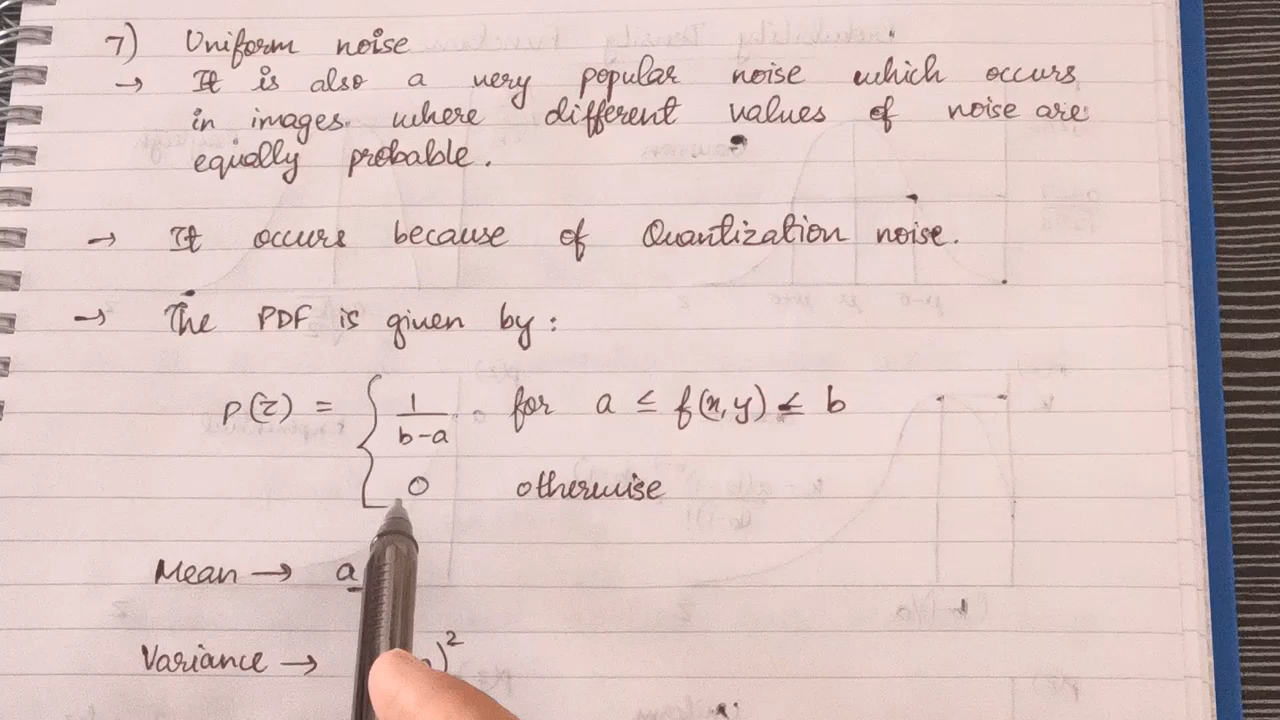 7) Uniform noise
→ It is also a very popular noise which occurs
in images where different values of noise are
equally probable.
→ It occurs because of Quantization noise.
→ The PDF is given by:
p(z) = { 1/b-a for a ≤ f(x,y) ≤ b
0 otherwise
Mean → a
Variance → )²